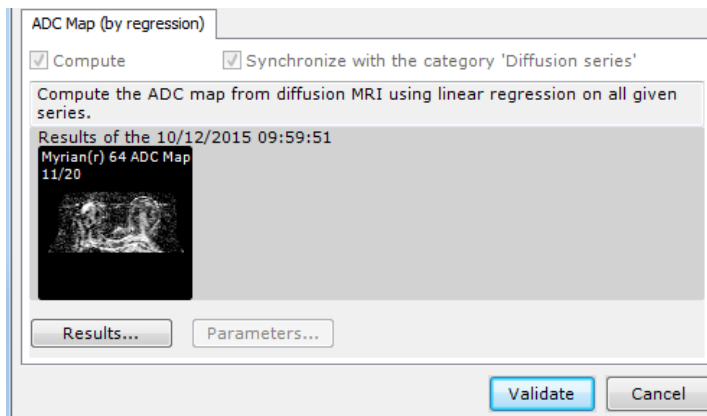 ADC Map (by regression)
Compute Synchronize with the category 'Diffusion series'
Compute the ADC map from diffusion MRI using linear regression on all given
series.
Results of the 10/12/2015 09:59:51
Myrian(r) 64 ADC Map
11/20
Results... Parameters...
Validate Cancel